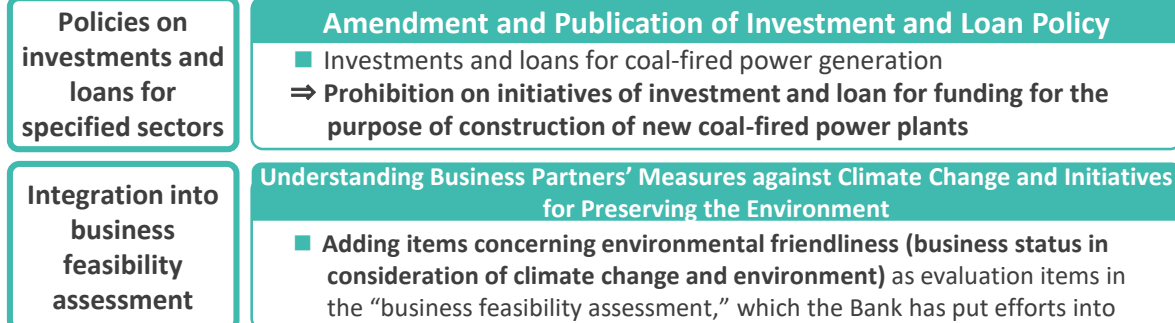 Policies on
investments and
loans for
specified sectors
Amendment and Publication of Investment and Loan Policy
■ Investments and loans for coal-fired power generation
⇒ Prohibition on initiatives of investment and loan for funding for the
purpose of construction of new coal-fired power plants
Integration into
business
feasibility
assessment
Understanding Business Partners’ Measures against Climate Change and Initiatives
for Preserving the Environment
■ Adding items concerning environmental friendliness (business status in
consideration of climate change and environment) as evaluation items in
the “business feasibility assessment,” which the Bank has put efforts into